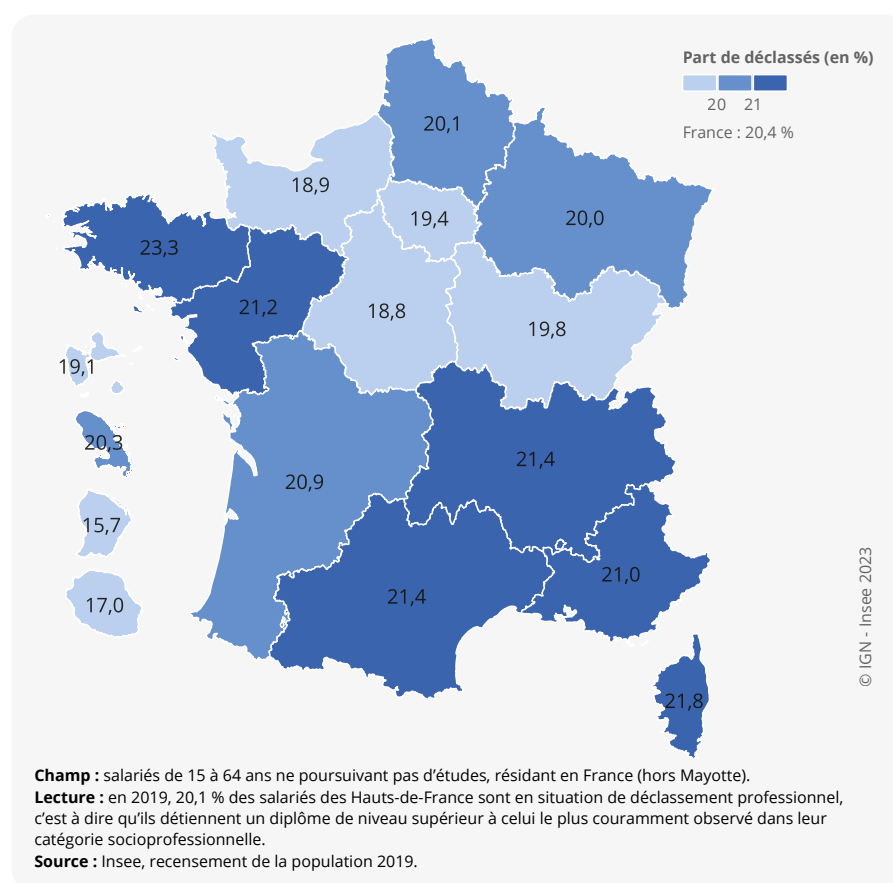 Part de déclassés (en %)
20 21
France : 20,4 %
20,1
18,9
19,4
20,0
23,3
21,2
18,8
19,8
19,1
20,3
20,9
21,4
15,7
21,0
17,0
21,4
21,8
© IGN - Insee 2023
Champ : salariés de 15 à 64 ans ne poursuivant pas d’études, résidant en France (hors Mayotte).
Lecture : en 2019, 20,1 % des salariés des Hauts-de-France sont en situation de déclassement professionnel,
c’est à dire qu’ils détiennent un diplôme de niveau supérieur à celui le plus couramment observé dans leur
catégorie socioprofessionnelle.
Source : Insee, recensement de la population 2019.